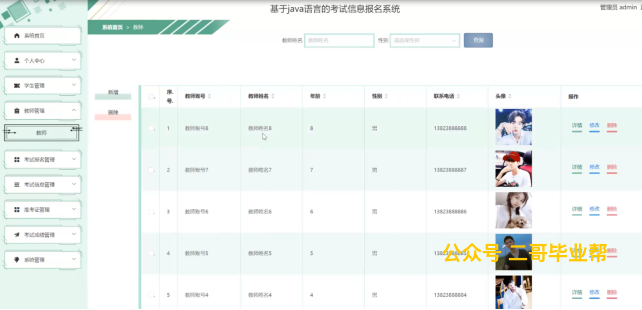 基于java语言的考试信息报名系统
管理员 admin
系统首页
系统首页 > 教师
个人中心
教师姓名 教师姓名 性别 请选择性别 查询
学生管理
教师管理
教师
考试报名管理
考试信息管理
准考证管理
考试成绩管理
系统管理
新增
删除
序号 教师账号 教师姓名 年龄 性别 联系电话 头像 操作
1 教师账号8 教师姓名8 8 男 13823888888 详情 修改 删除
2 教师账号7 教师姓名7 7 男 13823888887 详情 修改 删除
3 教师账号6 教师姓名6 6 男 13823888886 详情 修改 删除
4 教师账号5 教师姓名5 5 男 详情 修改 删除
5 教师账号4 教师姓名4 4 男 13823888884 详情 修改 删除
公众号 二哥毕业帮